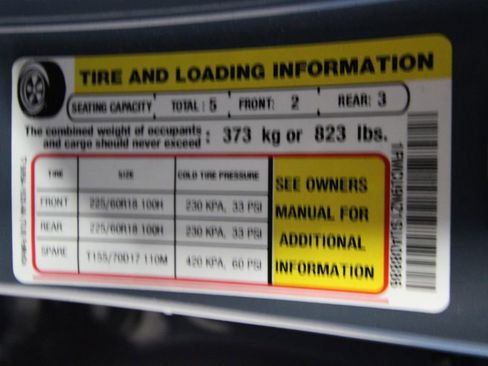 TIRE AND LOADING INFORMATION
SEATING CAPACITY TOTAL : 5 FRONT: 2 REAR: 3
The combined weight of occupants and cargo should never exceed : 373 kg or 823 lbs.
TIRE SIZE COLD TIRE PRESSURE
FRONT 225/60R18 100H 230 KPA, 33 PSI
REAR 225/60R18 100H 230 KPA, 33 PSI
SPARE T155/70D17 110M 420 KPA, 60 PSI
SEE OWNERS
MANUAL FOR
ADDITIONAL
INFORMATION